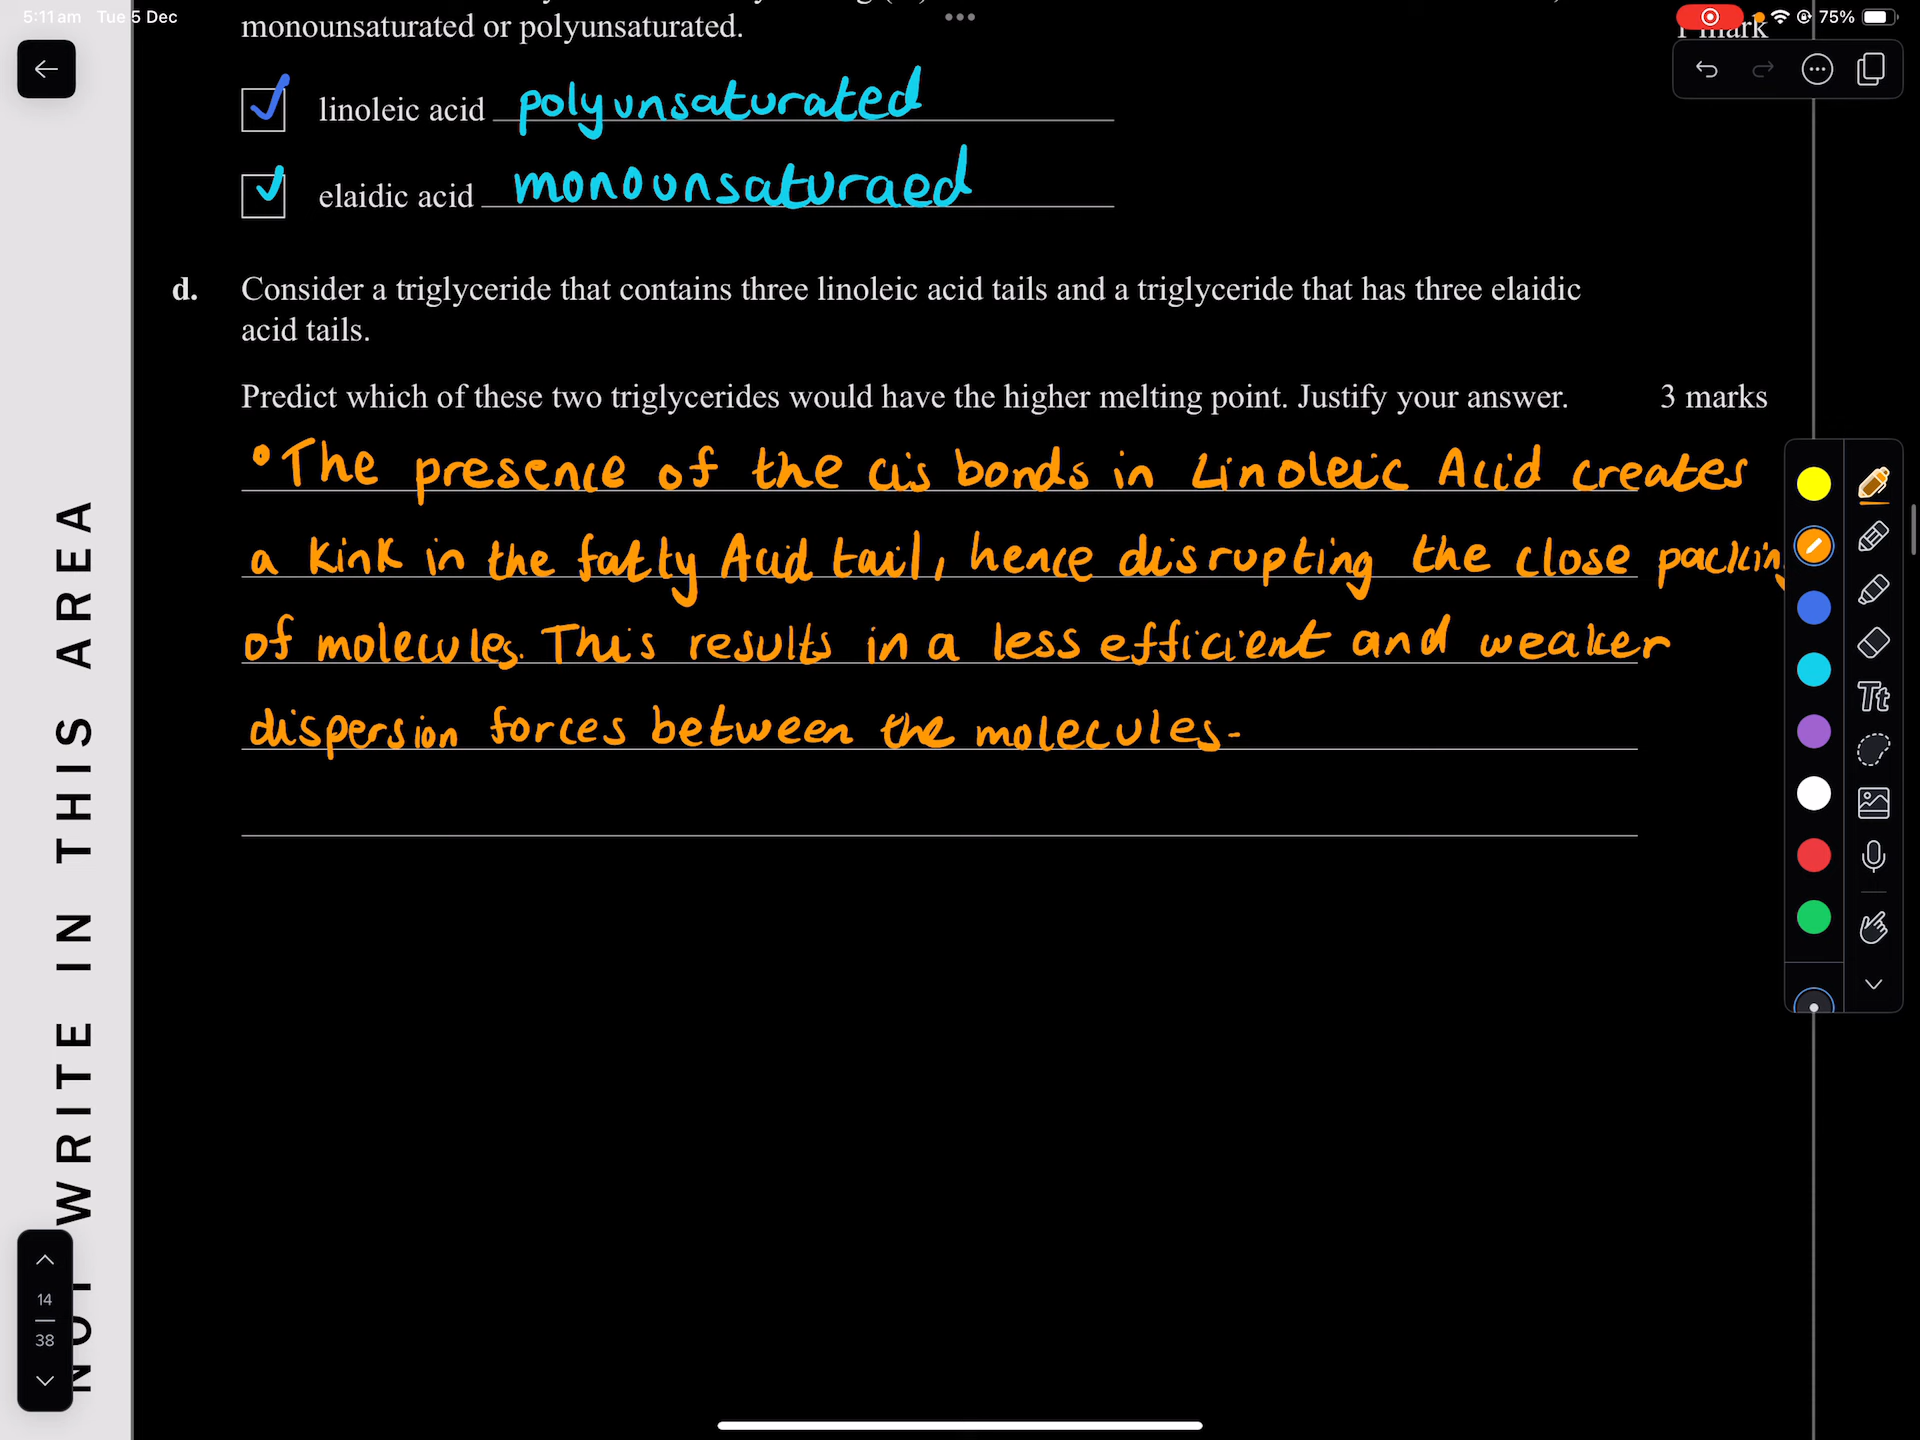 5:11am Tue 5 Dec
75%
monounsaturated or polyunsaturated.
1 mark
linoleic acid polyunsaturated
elaidic acid monounsaturaed
d. Consider a triglyceride that contains three linoleic acid tails and a triglyceride that has three elaidic
acid tails.
Predict which of these two triglycerides would have the higher melting point. Justify your answer. 3 marks
• The presence of the cis bonds in Linoleic Acid creates
a kink in the fatty Acid tail, hence disrupting the close packing
of molecules. This results in a less efficient and weaker
dispersion forces between the molecules-
NOT WRITE IN THIS AREA
Tt
14
38